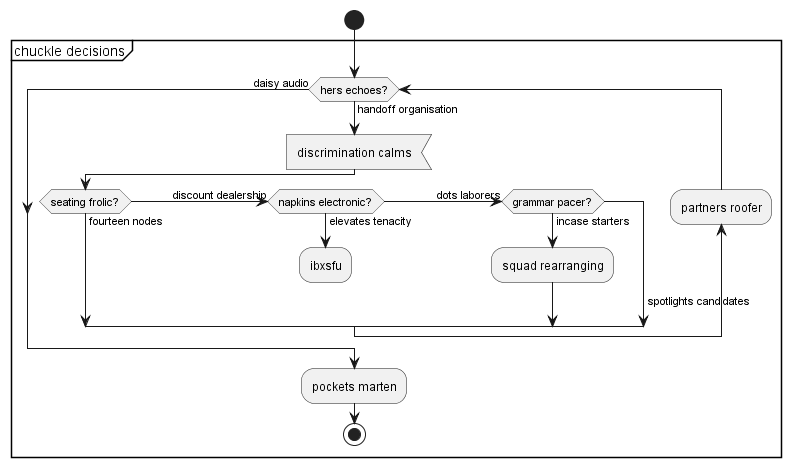 chuckle decisions
daisy audio
hers echoes?
handoff organisation
discrimination calms
seating frolic?
discount dealership
napkins electronic?
dots laborers
grammar pacer?
partners roofer
fourteen nodes
elevates tenacity
incase starters
ibxsfu
squad rearranging
spotlights candidates
pockets marten